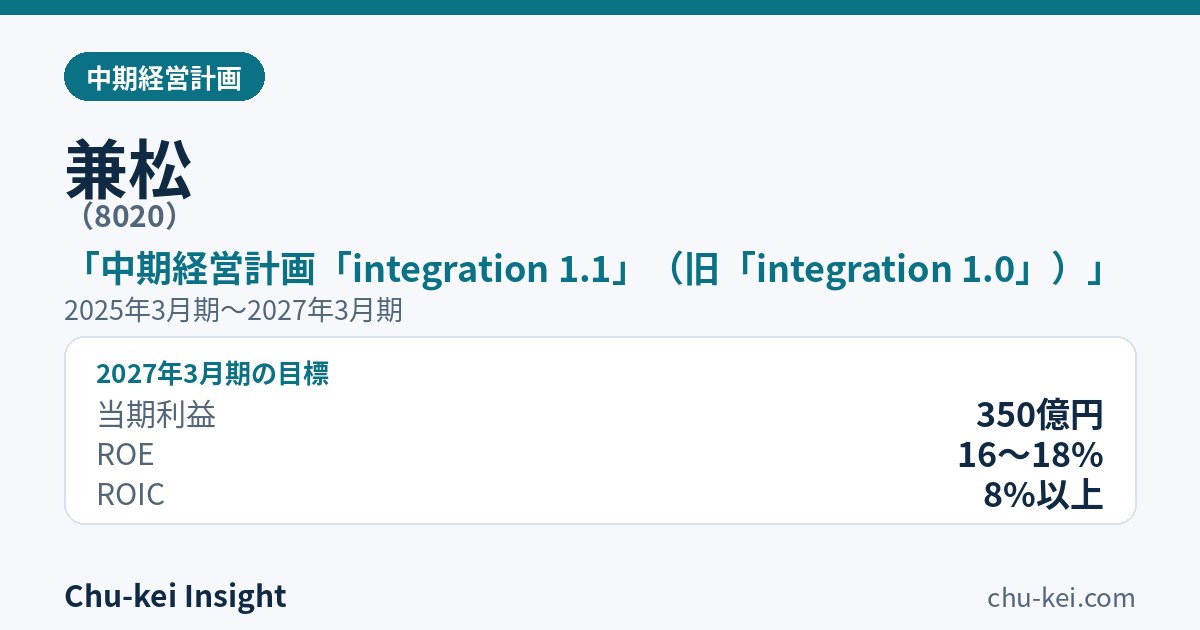 中期経営計画
兼松
（8020）
「中期経営計画「integration 1.1」（旧「integration 1.0」）」
2025年3月期～2027年3月期
2027年3月期の目標
当期利益 350億円
ROE 16～18%
ROIC 8%以上
Chu-kei Insight chu-kei.com